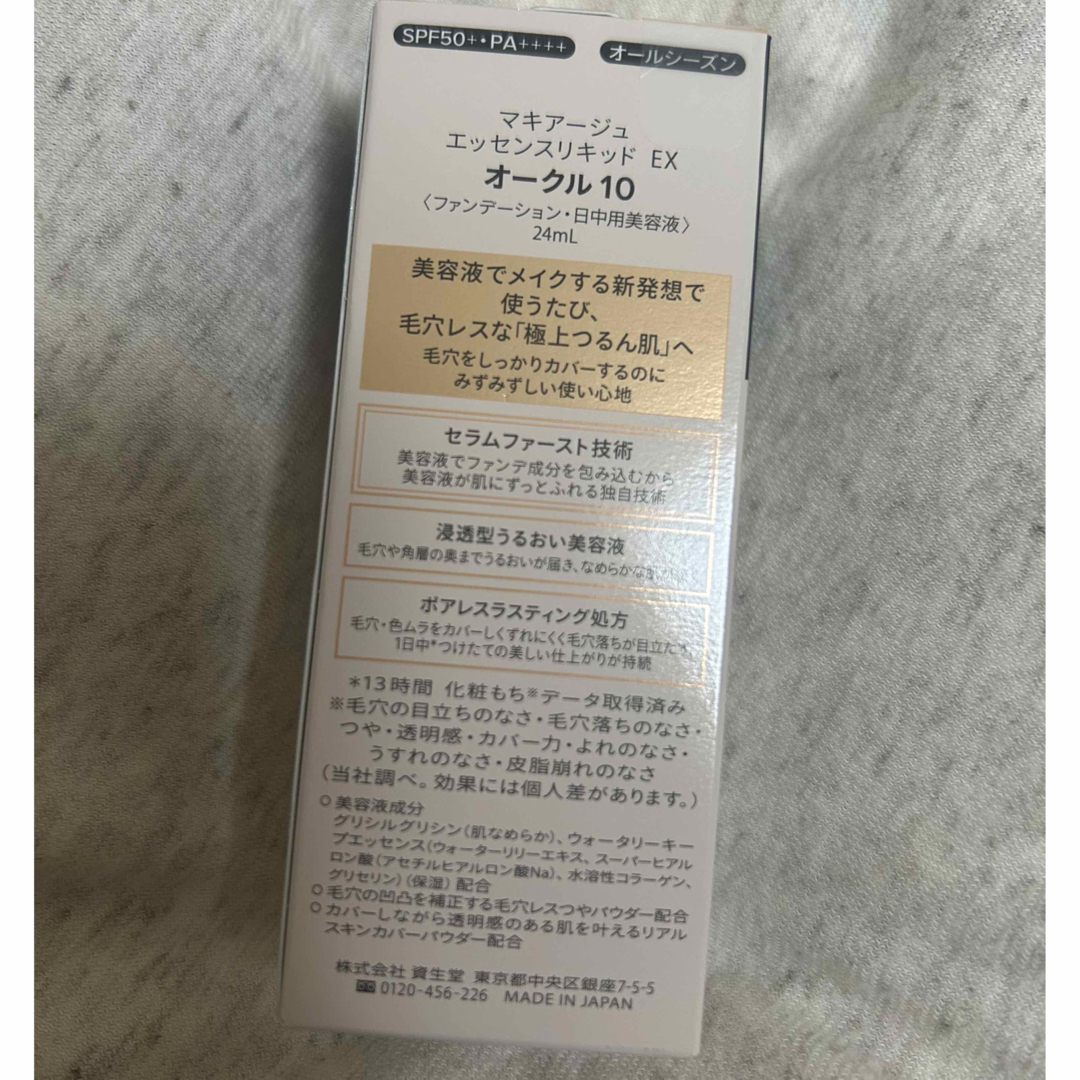 SPF50+・PA++++
オールシーズン
マキアージュ
エッセンスリキッド EX
オークル 10
〈ファンデーション・日中用美容液〉
24mL
美容液でメイクする新発想で
使うたび、
毛穴レスな「極上つるん肌」へ
毛穴をしっかりカバーするのに
みずみずしい使い心地
セラムファースト技術
美容液でファンデ成分を包み込むから
美容液が肌にずっとふれる独自技術
浸透型うるおい美容液
毛穴や角層の奥までうるおいが届き、なめらかな肌
ポアレスラスティング処方
毛穴・色ムラをカバーしくずれにくく毛穴落ちが目立たず
1日中*つけたての美しい仕上がりが持続
*13時間 化粧もち※データ取得済み
※毛穴の目立ちのなさ・毛穴落ちのなさ・
つや・透明感・カバー力・よれのなさ・
うすれのなさ・皮脂崩れのなさ
(当社調べ。効果には個人差があります。)
○ 美容液成分
グリシルグリシン(肌なめらか)、ウォータリーキー
プエッセンス(ウォーターリリーエキス、スーパーヒアル
ロン酸(アセチルヒアルロン酸Na)、水溶性コラーゲン、
グリセリン)(保湿)配合
○ 毛穴の凹凸を補正する毛穴レスつやパウダー配合
○ カバーしながら透明感のある肌を叶えるリアル
スキンカバーパウダー配合
株式会社 資生堂 東京都中央区銀座7-5-5
0120-456-226 MADE IN JAPAN